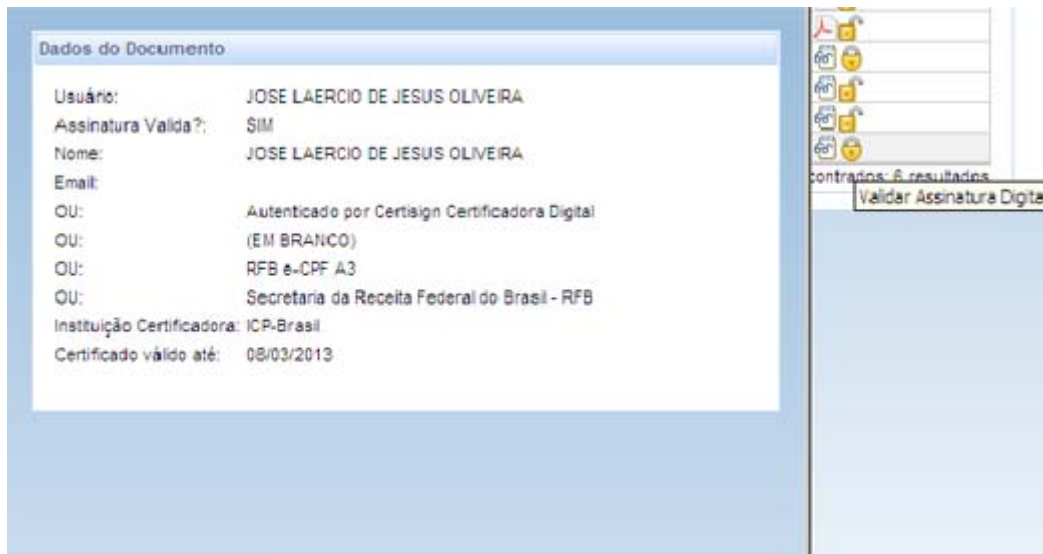 Dados do Documento
Usuário: JOSE LAERCIO DE JESUS OLIVEIRA
Assinatura Valida?: SIM
Nome: JOSE LAERCIO DE JESUS OLIVEIRA
Email:
OU: Autenticado por Certisign Certificadora Digital
OU: (EM BRANCO)
OU: RFB e-CPF A3
OU: Secretaria da Receita Federal do Brasil - RFB
Instituição Certificadora: ICP-Brasil
Certificado válido até: 08/03/2013
contrados: 6 resultados
Validar Assinatura Digita